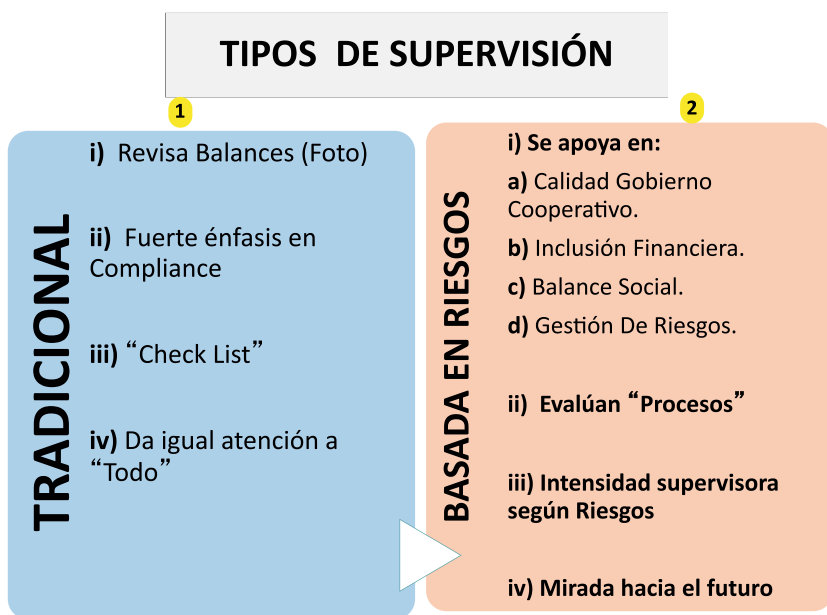 TIPOS DE SUPERVISIÓN
1
TRADICIONAL
i) Revisa Balances (Foto)
ii) Fuerte énfasis en
Compliance
iii) “Check List”
iv) Da igual atención a
“Todo”
2
BASADA EN RIESGOS
i) Se apoya en:
a) Calidad Gobierno
Cooperativo.
b) Inclusión Financiera.
c) Balance Social.
d) Gestión De Riesgos.
ii) Evalúan “Procesos”
iii) Intensidad supervisora
según Riesgos
iv) Mirada hacia el futuro